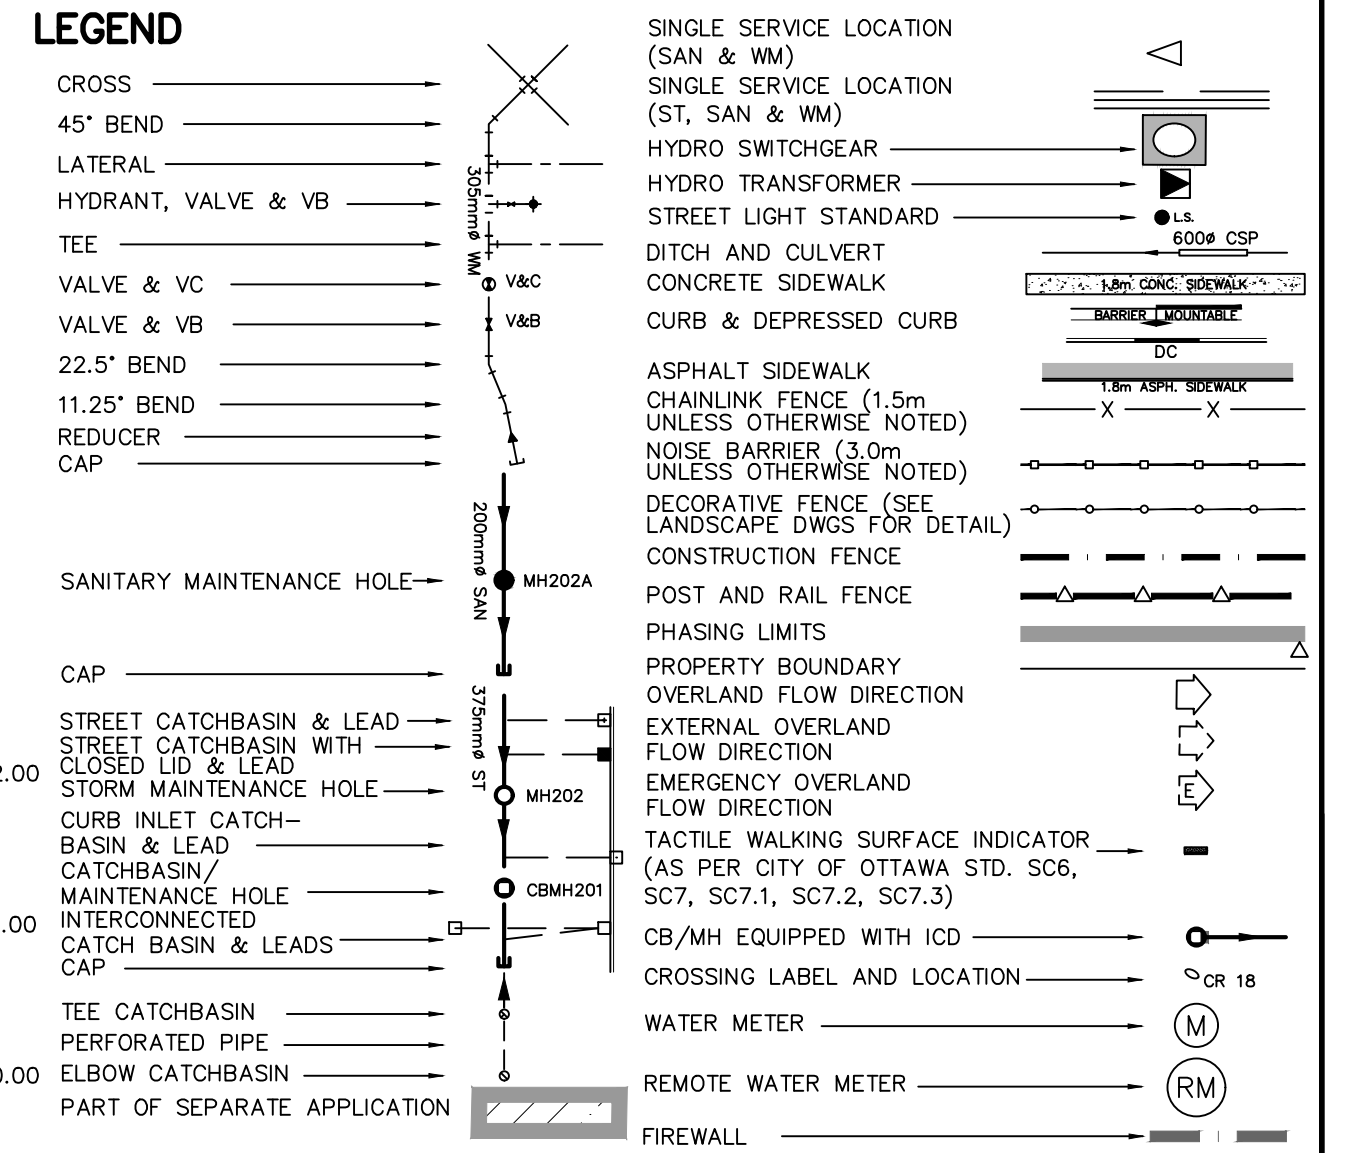 LEGEND
CROSS
45° BEND
LATERAL
HYDRANT, VALVE & VB
TEE
VALVE & VC
VALVE & VB
22.5° BEND
11.25° BEND
REDUCER
CAP
SANITARY MAINTENANCE HOLE
CAP
STREET CATCHBASIN & LEAD
STREET CATCHBASIN WITH
CLOSED LID & LEAD
STORM MAINTENANCE HOLE
CURB INLET CATCH-
BASIN & LEAD
CATCHBASIN/
MAINTENANCE HOLE
INTERCONNECTED
CATCH BASIN & LEADS
CAP
TEE CATCHBASIN
PERFORATED PIPE
ELBOW CATCHBASIN
PART OF SEPARATE APPLICATION
2.00
.00
0.00
305mmø WM
V&C
V&B
200mmø SAN
MH202A
375mmø ST
MH202
CBMH201
SINGLE SERVICE LOCATION
(SAN & WM)
SINGLE SERVICE LOCATION
(ST, SAN & WM)
HYDRO SWITCHGEAR
HYDRO TRANSFORMER
STREET LIGHT STANDARD
L.S.
DITCH AND CULVERT
600ø CSP
CONCRETE SIDEWALK
1.8m CONC. SIDEWALK
CURB & DEPRESSED CURB
BARRIER MOUNTABLE
DC
ASPHALT SIDEWALK
1.8m ASPH. SIDEWALK
CHAINLINK FENCE (1.5m
UNLESS OTHERWISE NOTED)
X X
NOISE BARRIER (3.0m
UNLESS OTHERWISE NOTED)
DECORATIVE FENCE (SEE
LANDSCAPE DWGS FOR DETAIL)
CONSTRUCTION FENCE
POST AND RAIL FENCE
PHASING LIMITS
PROPERTY BOUNDARY
OVERLAND FLOW DIRECTION
EXTERNAL OVERLAND
FLOW DIRECTION
EMERGENCY OVERLAND
FLOW DIRECTION
E
TACTILE WALKING SURFACE INDICATOR
(AS PER CITY OF OTTAWA STD. SC6,
SC7, SC7.1, SC7.2, SC7.3)
CB/MH EQUIPPED WITH ICD
CROSSING LABEL AND LOCATION
CR 18
WATER METER
M
REMOTE WATER METER
RM
FIREWALL